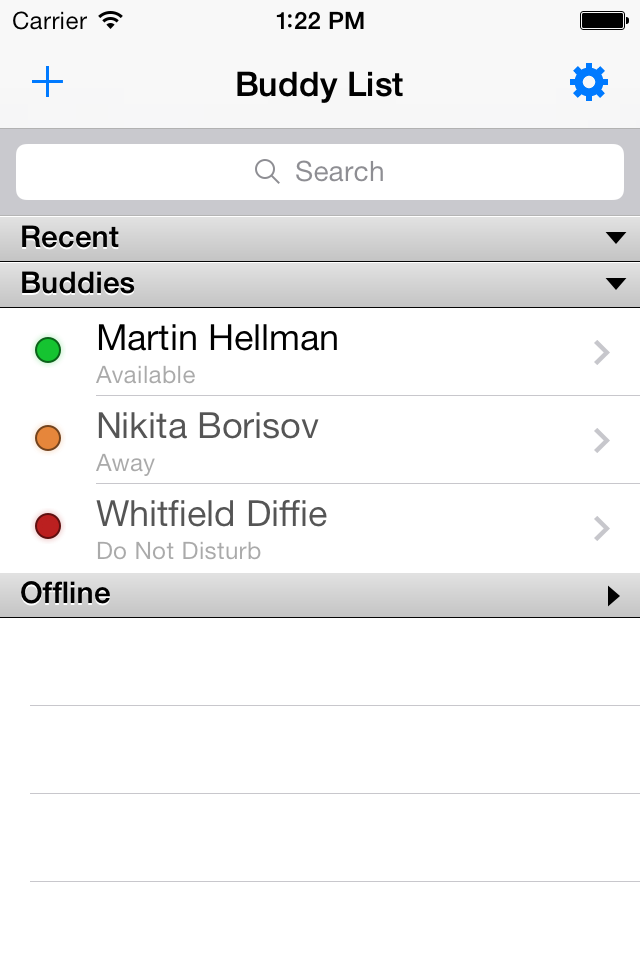 Carrier 1:22 PM
Buddy List
Search
Recent
Buddies
Martin Hellman
Available
Nikita Borisov
Away
Whitfield Diffie
Do Not Disturb
Offline